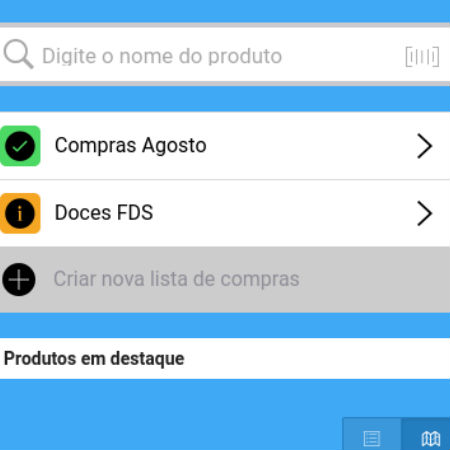 Digite o nome do produto
Compras Agosto
Doces FDS
Criar nova lista de compras
Produtos em destaque